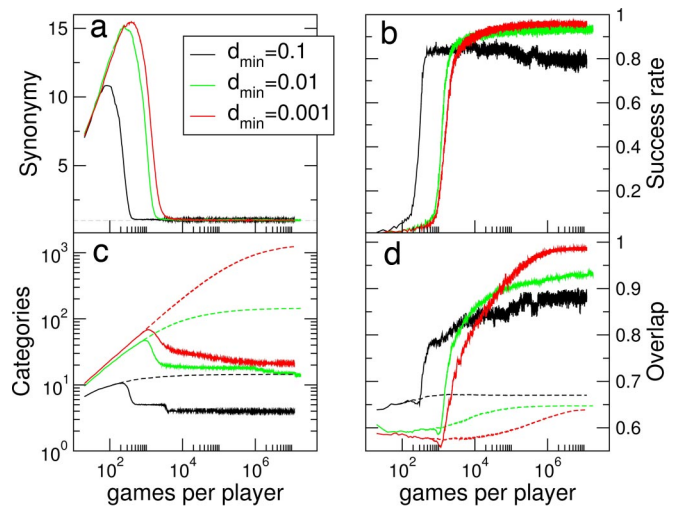 a
15
10
5
Synonymy
d_min=0.1
d_min=0.01
d_min=0.001
b
1
0.8
0.6
0.4
0.2
Success rate
c
10^3
10^2
10^1
10^0
Categories
10^2 10^4 10^6
games per player
d
1
0.9
0.8
0.7
0.6
Overlap
10^2 10^4 10^6
games per player